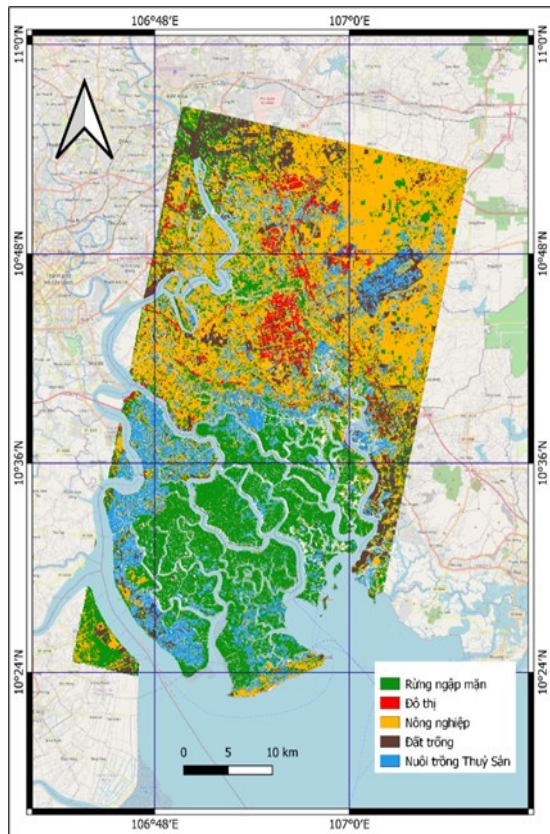 106°48'E 107°0'E
11°0'N 11°0'N
10°48'N 10°48'N
10°36'N 10°36'N
10°24'N 10°24'N
Rừng ngập mặn
Đô thị
Nông nghiệp
Đất trống
Nuôi trồng Thuỷ Sản
0 5 10 km
106°48'E 107°0'E